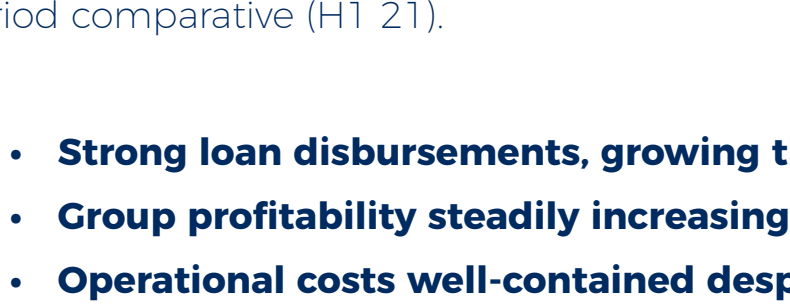 riod comparative (H1 21).
• Strong loan disbursements, growing t
• Group profitability steadily increasing
• Operational costs well-contained desp